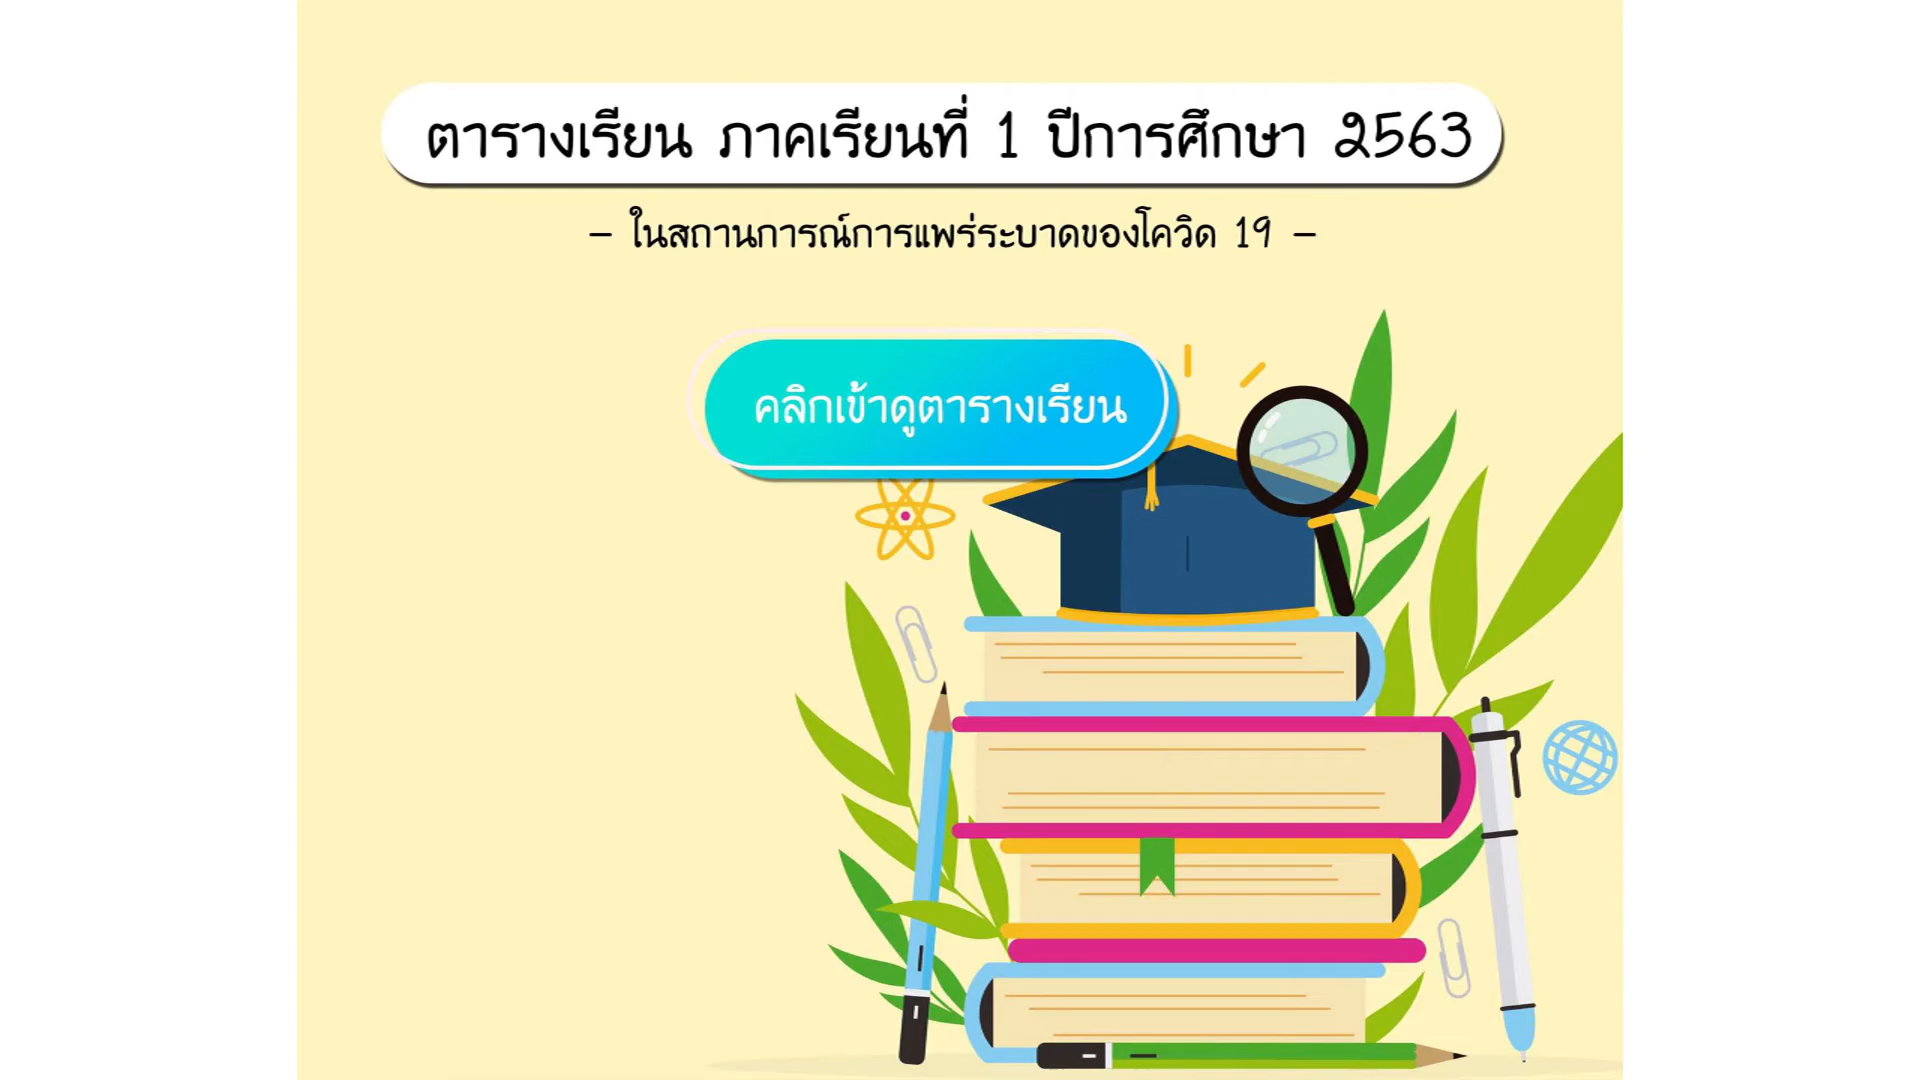 ตารางเรียน ภาคเรียนที่ 1 ปีการศึกษา 2563
- ในสถานการณ์การแพร่ระบาดของโควิด 19 -
คลิกเข้าดูตารางเรียน